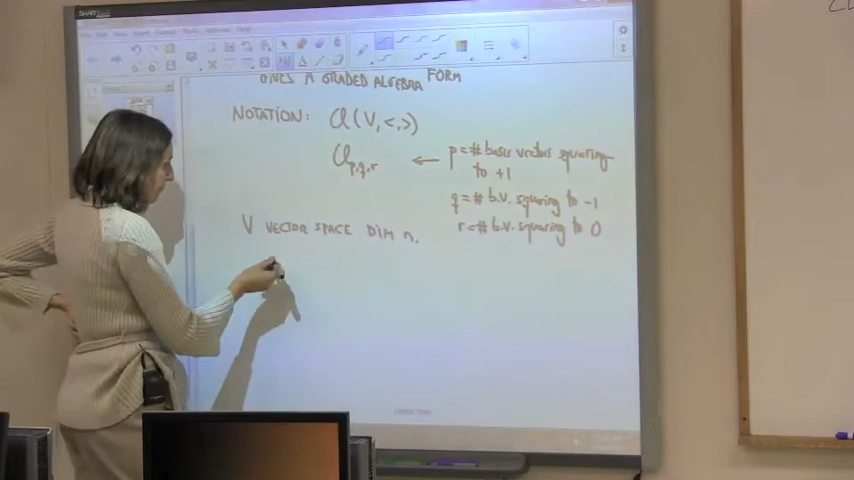 GIVES A GRADED ALGEBRA FORM
NOTATION: Cl(V,<,>)
Cl p,q,r ← p = # basis vectors squaring
to +1
q = # b.v. squaring to -1
V VECTOR SPACE DIM n. r = # b.v. squaring to 0